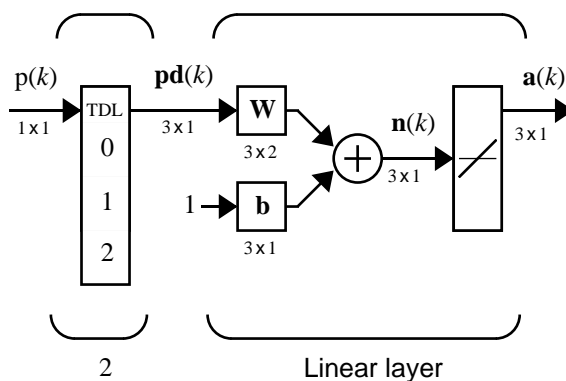 p(k)
1 x 1
TDL
0
1
2
pd(k)
3 x 1
W
3 x 2
1
b
3 x 1
n(k)
3 x 1
a(k)
3 x 1
2
Linear layer